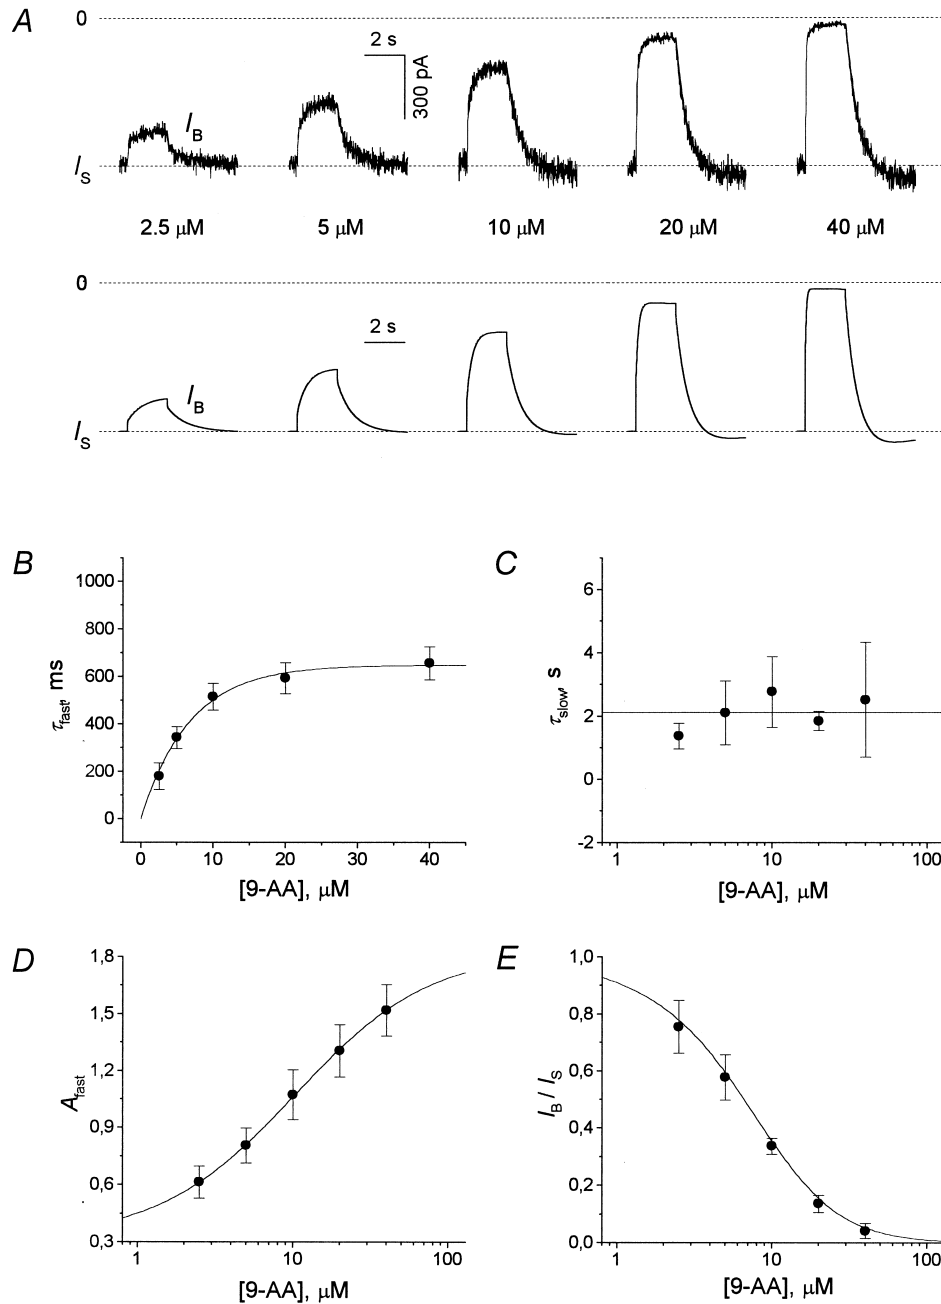 A
0
2 s
300 pA
I_B
I_S
2.5 µM
5 µM
10 µM
20 µM
40 µM
0
2 s
I_B
I_S
B
1000
800
600
400
200
0
τ_fast, ms
0
10
20
30
40
[9-AA], µM
C
6
4
2
0
-2
τ_slow, s
1
10
100
[9-AA], µM
D
1,8
1,5
1,2
0,9
0,6
0,3
A_fast
1
10
100
[9-AA], µM
E
1,0
0,8
0,6
0,4
0,2
0,0
I_B / I_S
1
10
100
[9-AA], µM